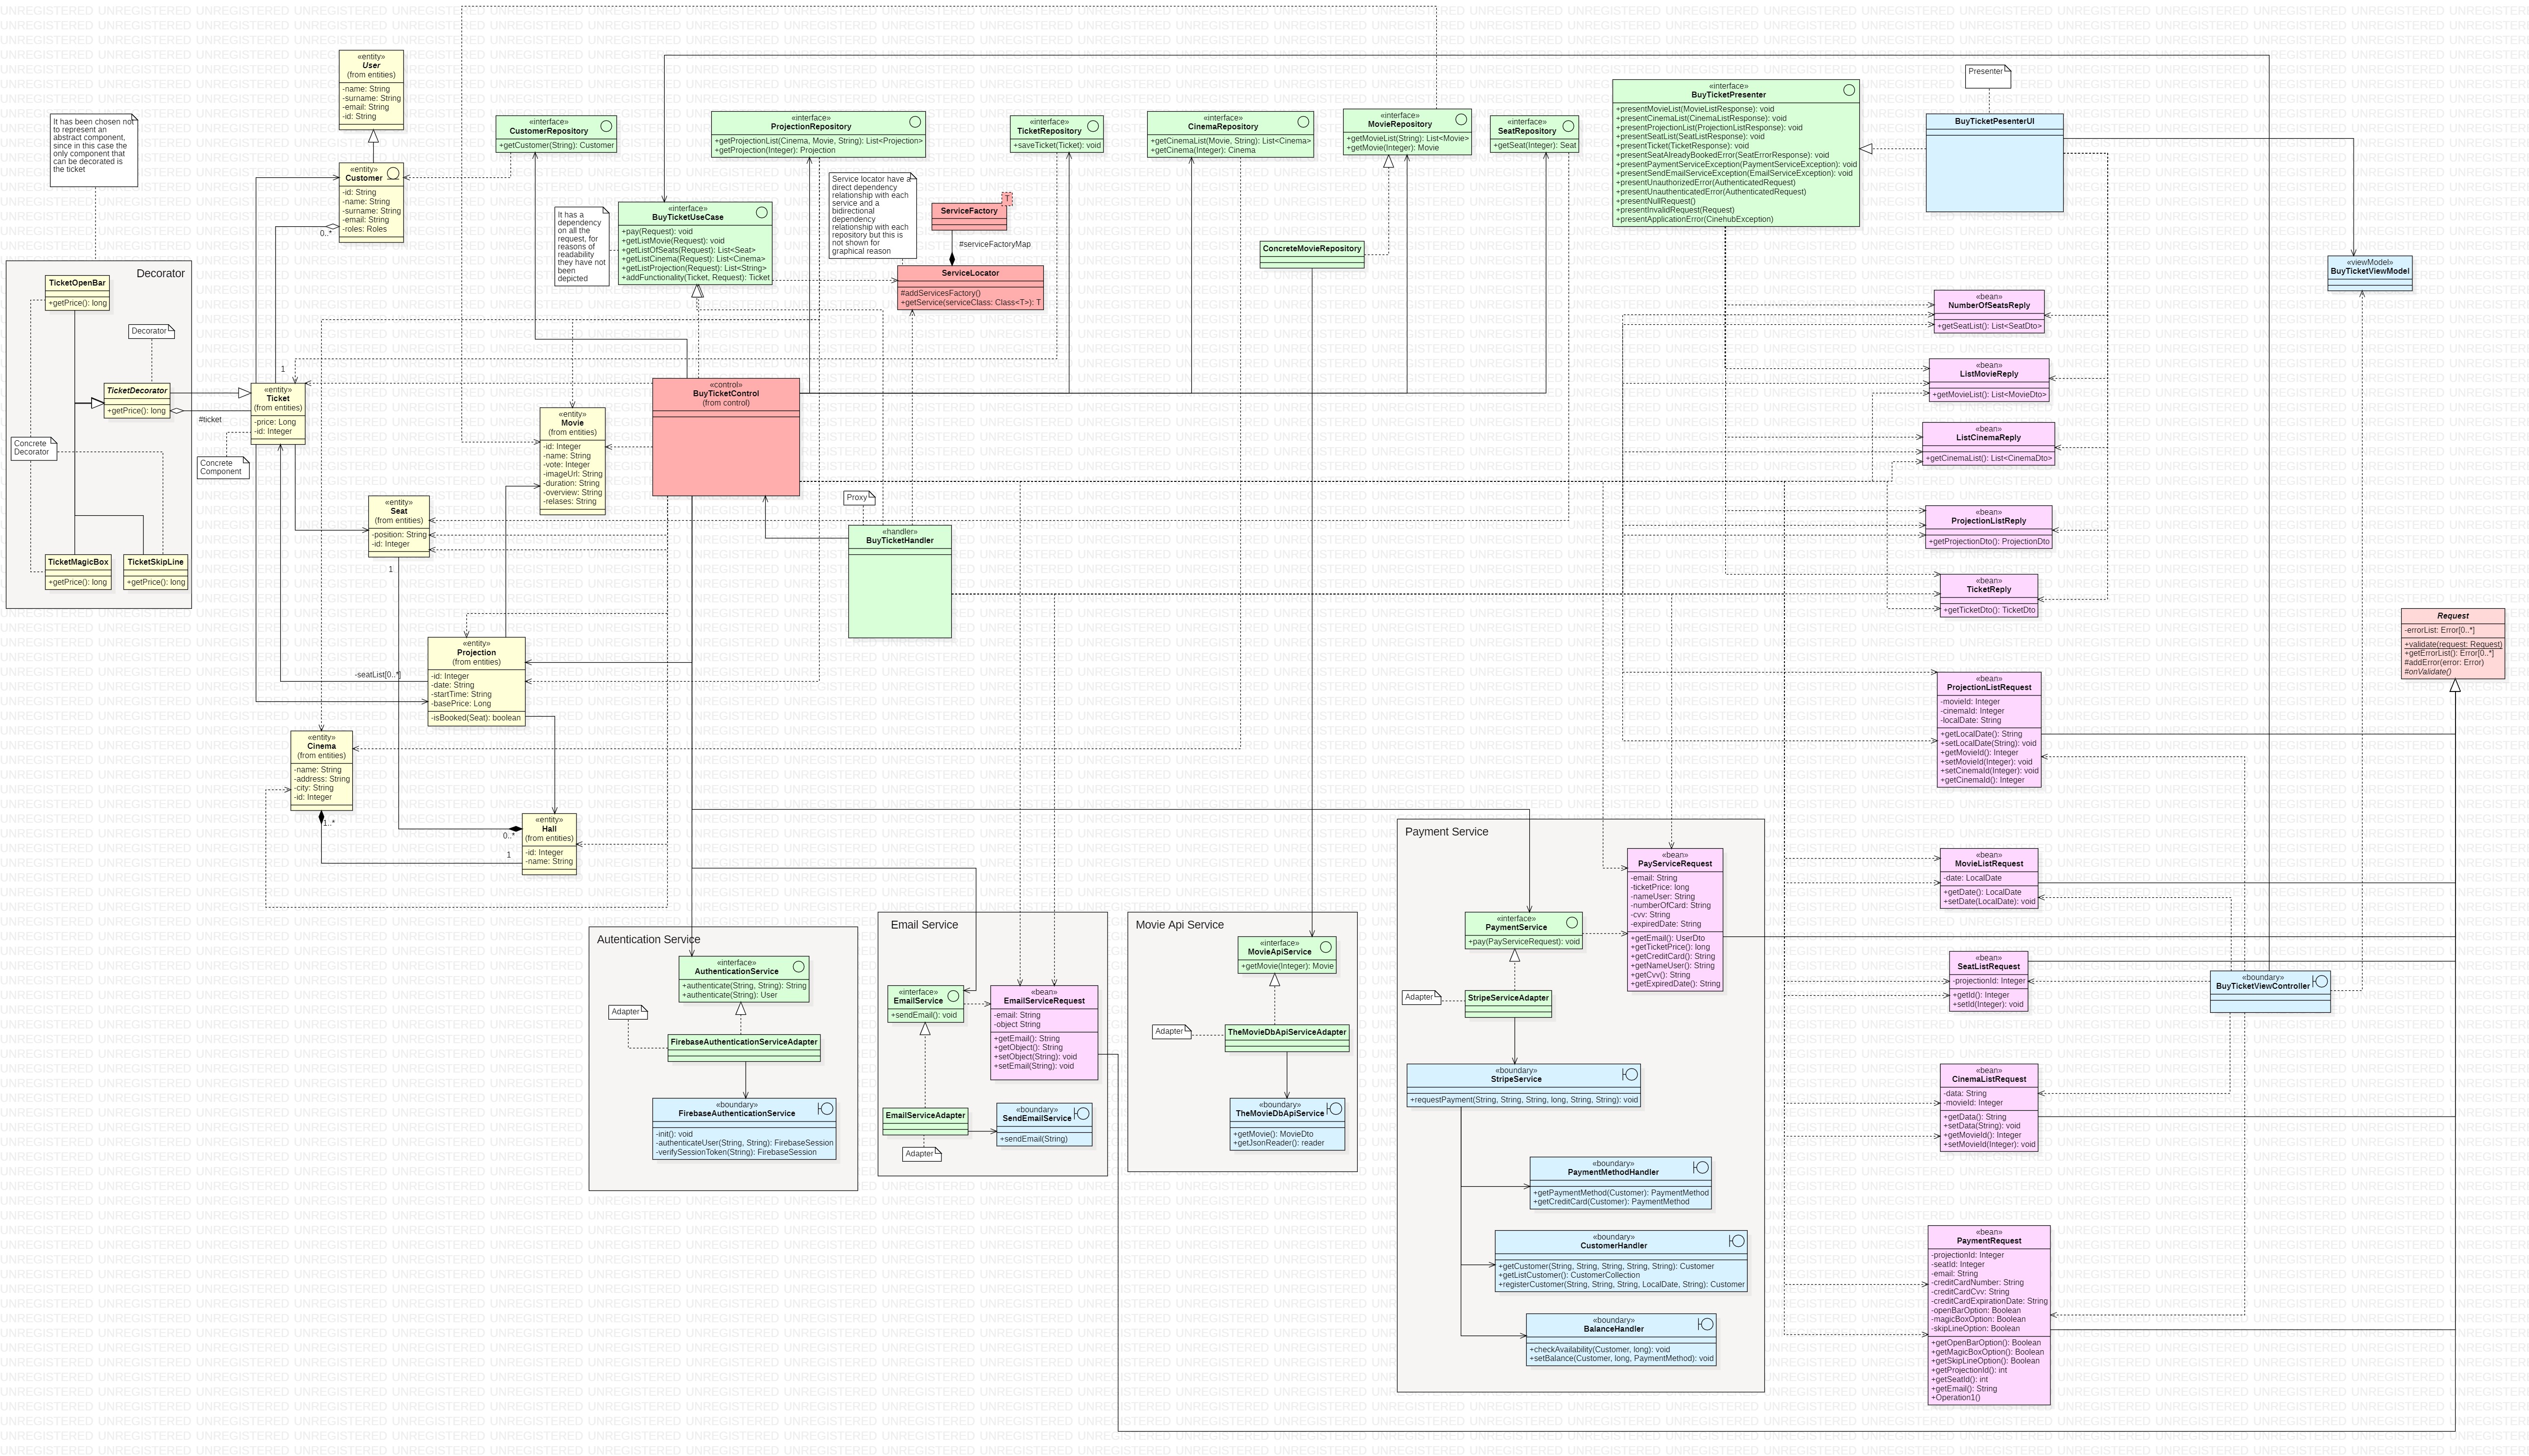 «entity»
User
(from entities)
-name: String
-surname: String
-email: String
-id: String
It has been chosen not
to represent an
abstract component,
since in this case the
only component that
can be decorated is
the ticket
«entity»
Customer
-id: String
-name: String
-surname: String
-email: String
-roles: Roles
0..*
«interface»
CustomerRepository
+getCustomer(String): Customer
«interface»
ProjectionRepository
+getProjectionList(Cinema, Movie, String): List<Projection>
+getProjection(Integer): Projection
«interface»
TicketRepository
+saveTicket(Ticket): void
«interface»
CinemaRepository
+getCinemaList(Movie, String): List<Cinema>
+getCinema(Integer): Cinema
«interface»
MovieRepository
+getMovieList(String): List<Movie>
+getMovie(Integer): Movie
«interface»
SeatRepository
+getSeat(Integer): Seat
«interface»
BuyTicketPresenter
+presentMovieList(MovieListResponse): void
+presentCinemaList(CinemaListResponse): void
+presentProjectionList(ProjectionListResponse): void
+presentSeatList(SeatListResponse): void
+presentTicket(TicketResponse): void
+presentSeatAlreadyBookedError(SeatErrorResponse): void
+presentPaymentServiceException(PaymentServiceException): void
+presentSendEmailServiceException(EmailServiceException): void
+presentUnauthorizedError(AuthenticatedRequest)
+presentUnauthenticatedError(AuthenticatedRequest)
+presentNullRequest()
+presentInvalidRequest(Request)
+presentApplicationError(CinehubException)
Presenter
BuyTicketPesenterUI
«viewModel»
BuyTicketViewModel
It has a
dependency
on all the
request, for
reasons of
readability
they have not
been
depicted
«interface»
BuyTicketUseCase
+pay(Request): void
+getListMovie(Request): void
+getListOfSeats(Request): List<Seat>
+getListCinema(Request): List<Cinema>
+getListProjection(Request): List<String>
+addFunctionality(Ticket, Request): Ticket
Service locator have a
direct dependency
relationship with each
service and a
bidirectional
dependency
relationship with each
repository but this is
not shown for
graphical reason
T
ServiceFactory
#serviceFactoryMap
ServiceLocator
#addServicesFactory()
+getService(serviceClass: Class<T>): T
ConcreteMovieRepository
Decorator
TicketOpenBar
+getPrice(): long
Decorator
TicketDecorator
+getPrice(): long
#ticket
Concrete
Decorator
TicketMagicBox
+getPrice(): long
TicketSkipLine
+getPrice(): long
1
«entity»
Ticket
(from entities)
-price: Long
-id: Integer
Concrete
Component
«entity»
Seat
(from entities)
-position: String
-id: Integer
1
«entity»
Movie
(from entities)
-id: Integer
-name: String
-vote: Integer
-imageUrl: String
-duration: String
-overview: String
-relases: String
«control»
BuyTicketControl
(from control)
Proxy
«handler»
BuyTicketHandler
«entity»
Projection
(from entities)
-id: Integer
-date: String
-startTime: String
-basePrice: Long
-isBooked(Seat): boolean
-seatList[0..*]
«entity»
Cinema
(from entities)
-name: String
-address: String
-city: String
-id: Integer
1..*
0..*
1
«entity»
Hall
(from entities)
-id: Integer
-name: String
«bean»
NumberOfSeatsReply
+getSeatList(): List<SeatDto>
«bean»
ListMovieReply
+getMovieList(): List<MovieDto>
«bean»
ListCinemaReply
+getCinemaList(): List<CinemaDto>
«bean»
ProjectionListReply
+getProjectionDto(): ProjectionDto
«bean»
TicketReply
+getTicketDto(): TicketDto
Request
-errorList: Error[0..*]
+validate(request: Request)
+getErrorList(): Error[0..*]
#addError(error: Error)
#onValidate()
«bean»
ProjectionListRequest
-movieId: Integer
-cinemaId: Integer
-localDate: String
+getLocalDate(): String
+setLocalDate(String): void
+getMovieId(): Integer
+setMovieId(Integer): void
+setCinemaId(Integer): void
+getCinemaId(): Integer
«bean»
MovieListRequest
-date: LocalDate
+getDate(): LocalDate
+setDate(LocalDate): void
«bean»
SeatListRequest
-projectionId: Integer
+getId(): Integer
+setId(Integer): void
«boundary»
BuyTicketViewController
«bean»
CinemaListRequest
-data: String
-movieId: Integer
+getData(): String
+setData(String): void
+getMovieId(): Integer
+setMovieId(Integer): void
«bean»
PaymentRequest
-projectionId: Integer
-seatId: Integer
-email: String
-creditCardNumber: String
-creditCardCvv: String
-creditCardExpirationDate: String
-openBarOption: Boolean
-magicBoxOption: Boolean
-skipLineOption: Boolean
+getOpenBarOption(): Boolean
+getMagicBoxOption(): Boolean
+getSkipLineOption(): Boolean
+getProjectionId(): int
+getSeatId(): int
+getEmail(): String
+Operation1()
Autentication Service
«interface»
AuthenticationService
+authenticate(String, String): String
+authenticate(String): User
Adapter
FirebaseAuthenticationServiceAdapter
«boundary»
FirebaseAuthenticationService
-init(): void
-authenticateUser(String, String): FirebaseSession
-verifySessionToken(String): FirebaseSession
Email Service
«interface»
EmailService
+sendEmail(): void
«bean»
EmailServiceRequest
-email: String
-object String
+getEmail(): String
+getObject(): String
+setObject(String): void
+setEmail(String): void
EmailServiceAdapter
Adapter
«boundary»
SendEmailService
+sendEmail(String)
Movie Api Service
«interface»
MovieApiService
+getMovie(Integer): Movie
Adapter
TheMovieDbApiServiceAdapter
«boundary»
TheMovieDbApiService
+getMovie(): MovieDto
+getJsonReader(): reader
Payment Service
«bean»
PayServiceRequest
-email: String
-ticketPrice: long
-nameUser: String
-numberOfCard: String
-cvv: String
-expiredDate: String
+getEmail(): UserDto
+getTicketPrice(): long
+getCreditCard(): String
+getNameUser(): String
+getCvv(): String
+getExpiredDate(): String
«interface»
PaymentService
+pay(PayServiceRequest): void
Adapter
StripeServiceAdapter
«boundary»
StripeService
+requestPayment(String, String, String, long, String, String): void
«boundary»
PaymentMethodHandler
+getPaymentMethod(Customer): PaymentMethod
+getCreditCard(Customer): PaymentMethod
«boundary»
CustomerHandler
+getCustomer(String, String, String, String, String): Customer
+getListCustomer(): CustomerCollection
+registerCustomer(String, String, String, LocalDate, String): Customer
«boundary»
BalanceHandler
+checkAvailability(Customer, long): void
+setBalance(Customer, long, PaymentMethod): void
UNREGISTERED